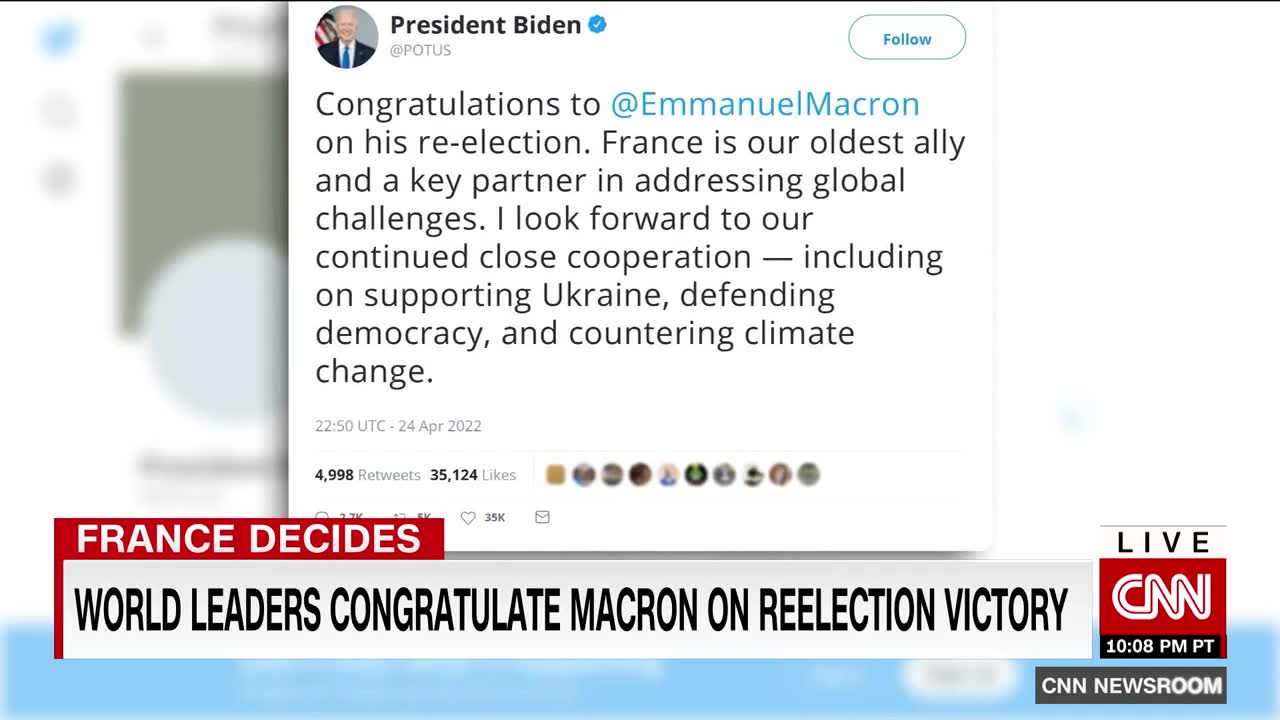 President Biden
@POTUS
Follow
Congratulations to @EmmanuelMacron
on his re-election. France is our oldest ally
and a key partner in addressing global
challenges. I look forward to our
continued close cooperation — including
on supporting Ukraine, defending
democracy, and countering climate
change.
22:50 UTC - 24 Apr 2022
4,998 Retweets 35,124 Likes
35K
FRANCE DECIDES
WORLD LEADERS CONGRATULATE MACRON ON REELECTION VICTORY
LIVE
CNN
10:08 PM PT
CNN NEWSROOM